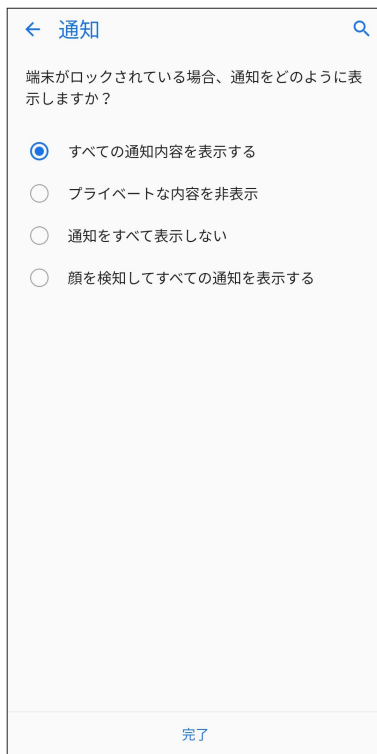 通知
端末がロックされている場合、通知をどのように表
示しますか？
すべての通知内容を表示する
プライベートな内容を非表示
通知をすべて表示しない
顔を検知してすべての通知を表示する
完了